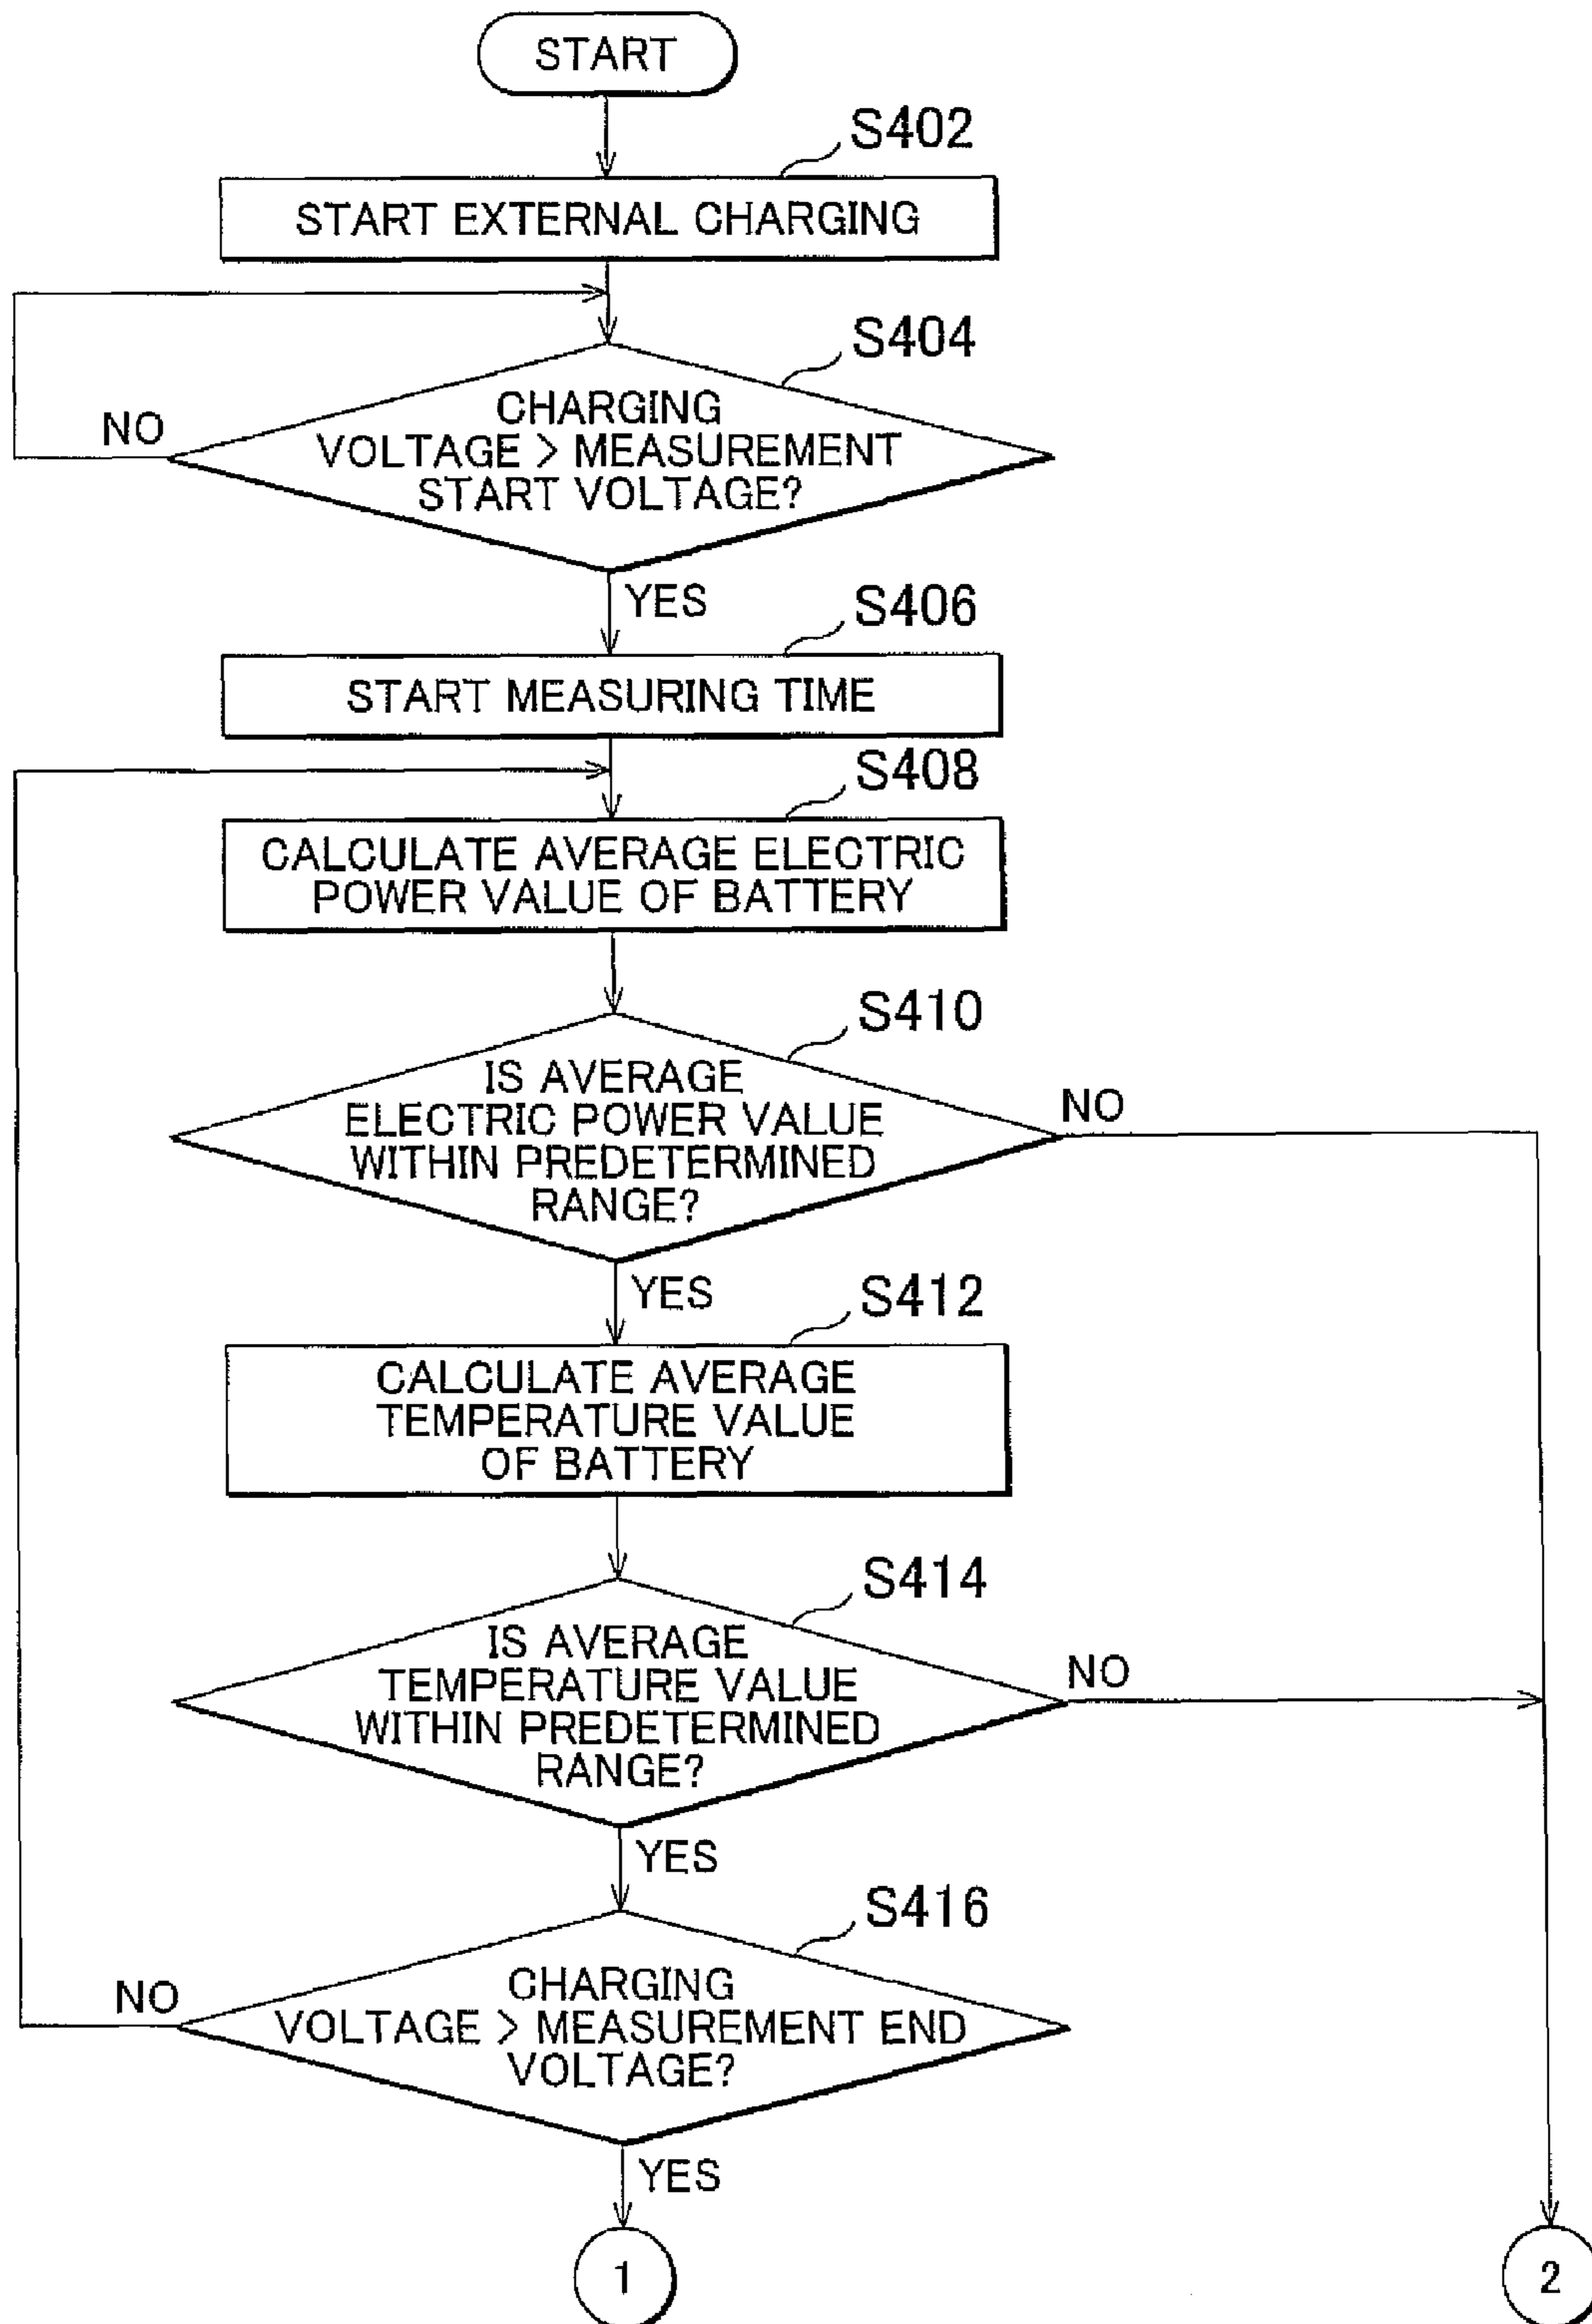 START
S402
START EXTERNAL CHARGING
S404
CHARGING
VOLTAGE > MEASUREMENT
START VOLTAGE?
NO
YES
S406
START MEASURING TIME
S408
CALCULATE AVERAGE ELECTRIC
POWER VALUE OF BATTERY
S410
IS AVERAGE
ELECTRIC POWER VALUE
WITHIN PREDETERMINED
RANGE?
NO
YES
S412
CALCULATE AVERAGE
TEMPERATURE VALUE
OF BATTERY
S414
IS AVERAGE
TEMPERATURE VALUE
WITHIN PREDETERMINED
RANGE?
NO
YES
S416
CHARGING
VOLTAGE > MEASUREMENT END
VOLTAGE?
NO
YES
1
2